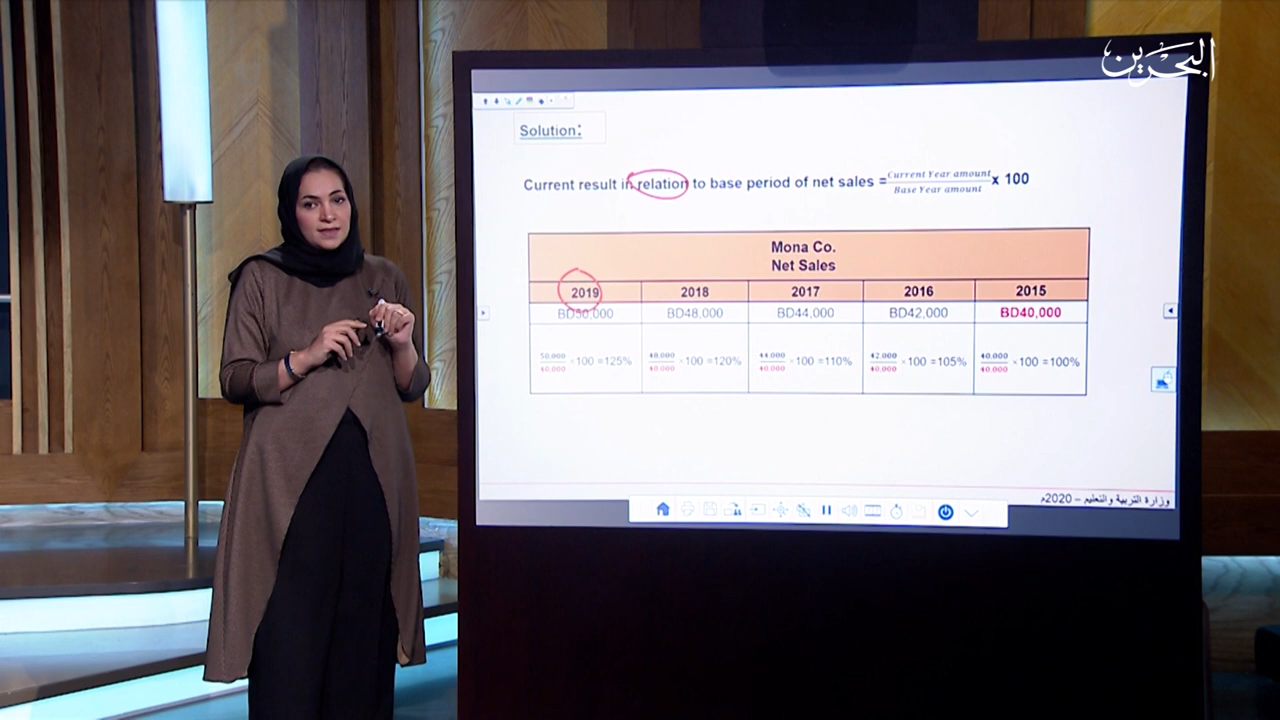 البحرين
Solution:
Current result in relation to base period of net sales = Current Year amount / Base Year amount x 100
Mona Co.
Net Sales
2019 2018 2017 2016 2015
BD50,000 BD48,000 BD44,000 BD42,000 BD40,000
50.000/40.000 ×100 =125% 48.000/40.000 ×100 =120% 44.000/40.000 ×100 =110% 42.000/40.000 ×100 =105% 40.000/40.000 ×100 =100%
وزارة التربية والتعليم – 2020م